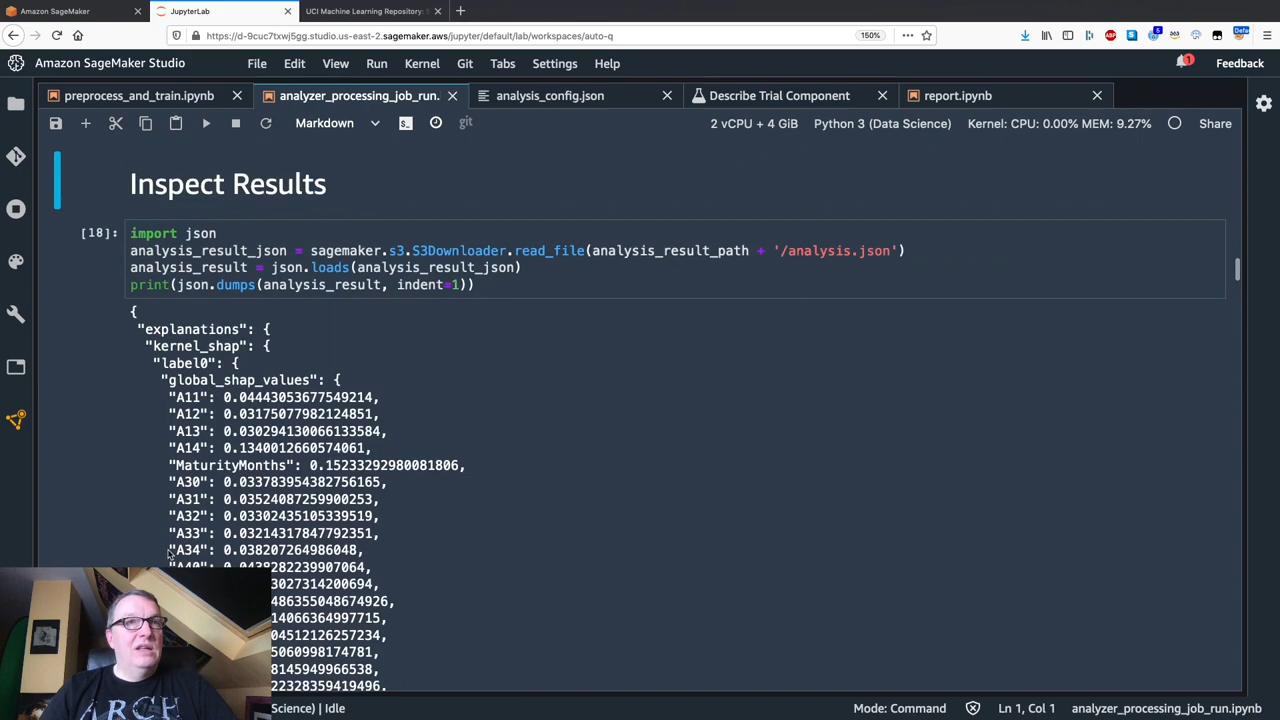 Amazon SageMaker
JupyterLab
UCI Machine Learning Repository: S
https://d-9cuc7txwj5gg.studio.us-east-2.sagemaker.aws/jupyter/default/lab/workspaces/auto-q
150%
Amazon SageMaker Studio
File Edit View Run Kernel Git Tabs Settings Help
1
Feedback
preprocess_and_train.ipynb
analyzer_processing_job_run.
analysis_config.json
Describe Trial Component
report.ipynb
Markdown
git
2 vCPU + 4 GiB
Python 3 (Data Science)
Kernel: CPU: 0.00% MEM: 9.27%
Share
Inspect Results
[18]:
import json
analysis_result_json = sagemaker.s3.S3Downloader.read_file(analysis_result_path + '/analysis.json')
analysis_result = json.loads(analysis_result_json)
print(json.dumps(analysis_result, indent=1))
{
"explanations": {
"kernel_shap": {
"label0": {
"global_shap_values": {
"A11": 0.04443053677549214,
"A12": 0.03175077982124851,
"A13": 0.030294130066133584,
"A14": 0.1340012660574061,
"MaturityMonths": 0.15233292980081806,
"A30": 0.033783954382756165,
"A31": 0.03524087259900253,
"A32": 0.03302435105339519,
"A33": 0.03214317847792351,
"A34": 0.038207264986048,
"A40": 0.0438282239907064,
3027314200694,
486355048674926,
14066364997715,
04512126257234,
5060998174781,
8145949966538,
22328359419496,
ARCH
Science) | Idle
Mode: Command
Ln 1, Col 1
analyzer_processing_job_run.ipynb